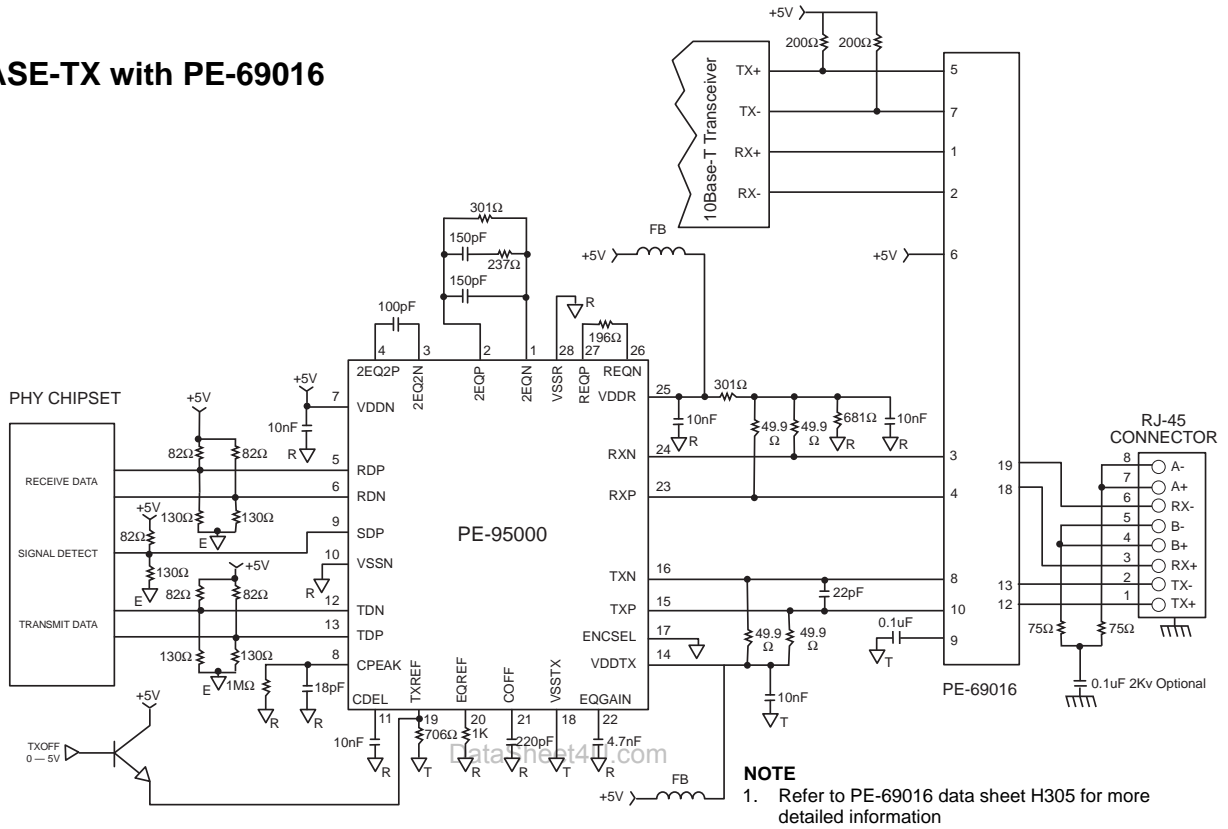 ASE-TX with PE-69016
+5V
200Ω 200Ω
10Base-T Transceiver
TX+
TX-
RX+
RX-
5
7
1
2
+5V
6
FB
+5V
301Ω
150pF
237Ω
150pF
100pF
R
196Ω
4 3 2 1 28 27 26
2EQ2P 2EQ2N 2EQP 2EQN VSSR REQP REQN
PHY CHIPSET
RECEIVE DATA
SIGNAL DETECT
TRANSMIT DATA
+5V
82Ω 82Ω
130Ω 130Ω
E
+5V
82Ω
130Ω
E
+5V
82Ω 82Ω
130Ω 130Ω
E
+5V
10nF
R
R
7 VDDN
5 RDP
6 RDN
9 SDP
10 VSSN
12 TDN
13 TDP
8 CPEAK
PE-95000
VDDR 25
RXN 24
RXP 23
TXN 16
TXP 15
ENCSEL 17
VDDTX 14
301Ω
10nF
R
49.9 Ω
49.9 Ω
681Ω
R
10nF
R
3
4
22pF
8
10
49.9 Ω
49.9 Ω
0.1uF
T
9
10nF
T
PE-69016
19
18
13
12
RJ-45
CONNECTOR
8 A-
7 A+
6 RX-
5 B-
4 B+
3 RX+
2 TX-
1 TX+
75Ω 75Ω
0.1uF 2Kv Optional
1MΩ
R
18pF
R
CDEL TXREF EQREF COFF VSSTX EQGAIN
11 19 20 21 18 22
10nF 706Ω 1K 220pF 4.7nF
R T R R T R
+5V
TXOFF
0 — 5V
DataSheet4U.com
FB
+5V
NOTE
1. Refer to PE-69016 data sheet H305 for more
detailed information